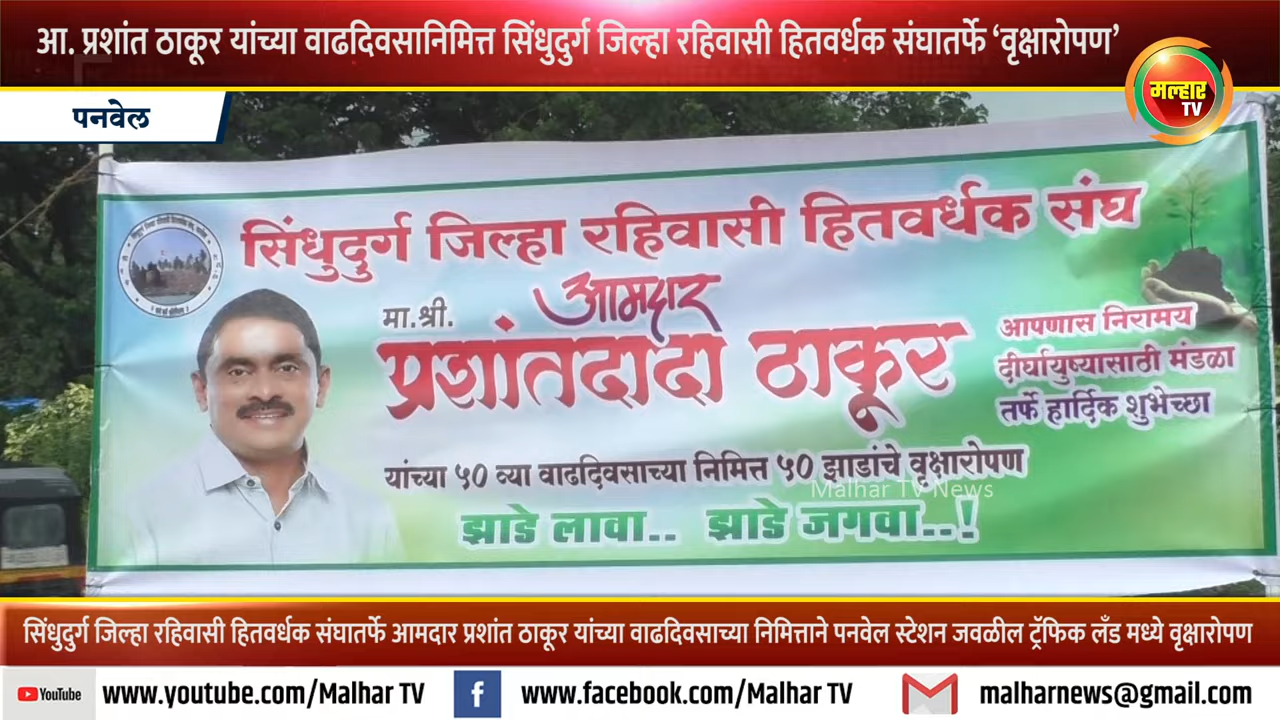 आ. प्रशांत ठाकूर यांच्या वाढदिवसानिमित्त सिंधुदुर्ग जिल्हा रहिवासी हितवर्धक संघातर्फे ‘वृक्षारोपण’
मल्हार
TV
पनवेल
सिंधुदुर्ग जिल्हा रहिवासी हितवर्धक संघ
आमदार
मा.श्री.
प्रशांतदादा ठाकूर
आपणास निरामय
दीर्घायुष्यासाठी मंडळा
तर्फे हार्दिक शुभेच्छा
यांच्या ५० व्या वाढदिवसाच्या निमित्त ५० झाडांचे वृक्षारोपण
Malhar TV News
झाडे लावा.. झाडे जगवा..!
सिंधुदुर्ग जिल्हा रहिवासी हितवर्धक संघातर्फे आमदार प्रशांत ठाकूर यांच्या वाढदिवसाच्या निमित्ताने पनवेल स्टेशन जवळील ट्रॅफिक लँड मध्ये वृक्षारोपण
YouTube www.youtube.com/Malhar TV f www.facebook.com/Malhar TV malharnews@gmail.com